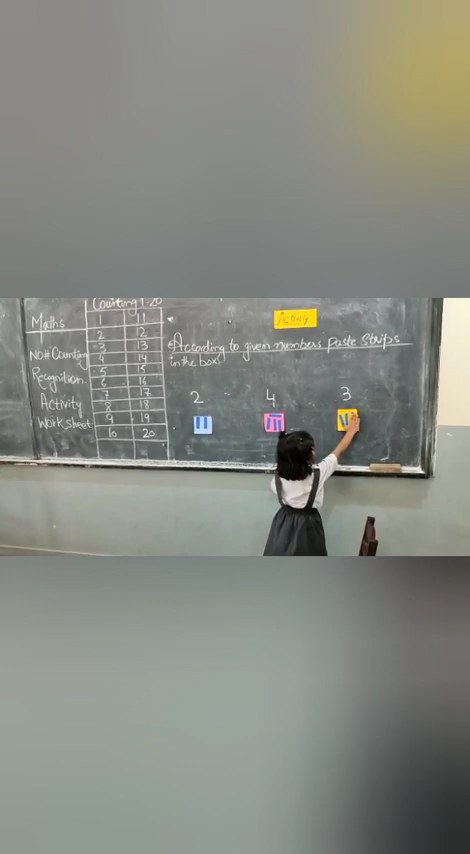 Counting 1-20
Maths
1 11
2 12
3 13
4 14
5 15
6 16
7 17
8 18
9 19
10 20
No# Counting
Recognition.
Activity
Worksheet
Activity
According to given numbers paste strips
in the box
2 4 3